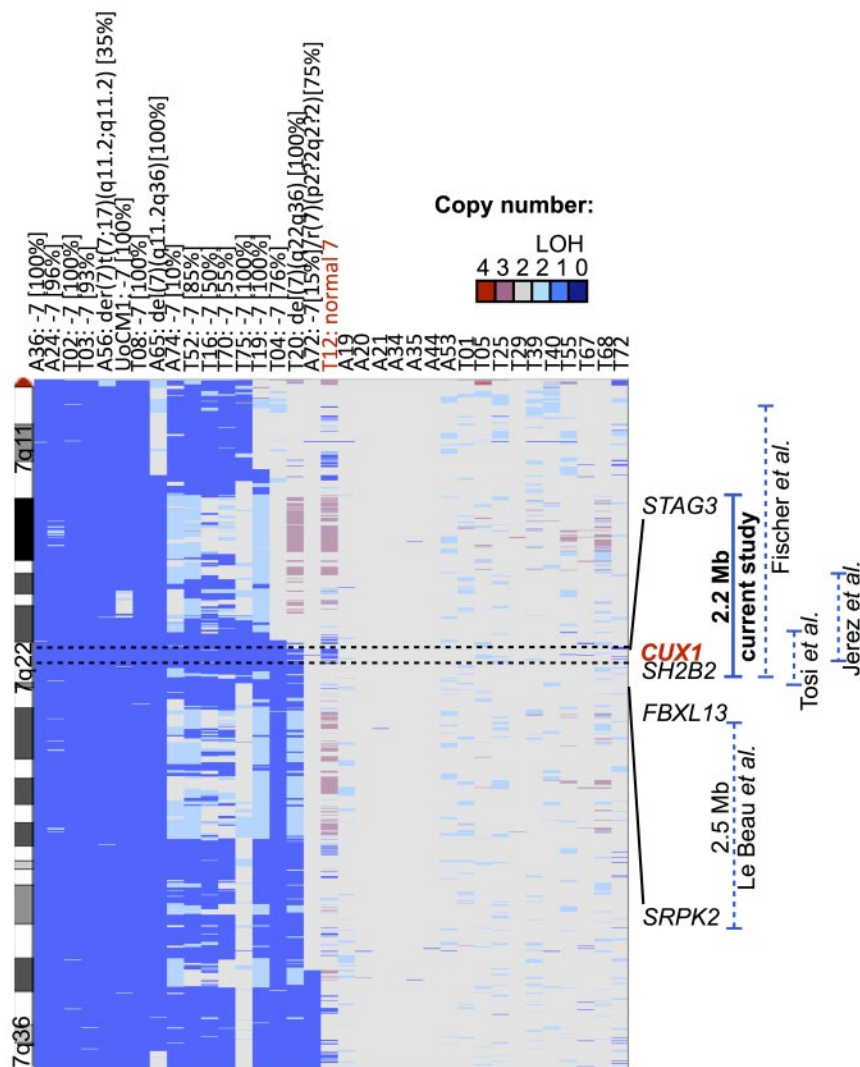 A36: -7 [100%]
A24: -7 [96%]
T02: -7 [100%]
T03: -7 [93%]
A56: der(7)t(7;17)(q11.2;q11.2) [35%]
UoCM1: -7 [100%]
T08: -7 [100%]
A65: del(7)(q11.2q36)[100%]
A74: -7 [10%]
T52: -7 [85%]
T16: -7 [50%]
T70: -7 [55%]
T75: -7 [100%]
T19: -7 [100%]
T04: -7 [76%]
T20: del(7)(q22q36) [100%]
A72: -7[15%]/r(7)(p2?2q2?2)[75%]
T12: normal 7
A19
A20
A21
A34
A35
A44
A53
T01
T05
T25
T29
T39
T40
T55
T67
T68
T72
Copy number:
LOH
4 3 2 2 1 0
7q11
7q22
7q36
STAG3
CUX1
SH2B2
FBXL13
SRPK2
2.2 Mb
current study
Fischer et al.
Tosi et al.
Jerez et al.
2.5 Mb
Le Beau et al.